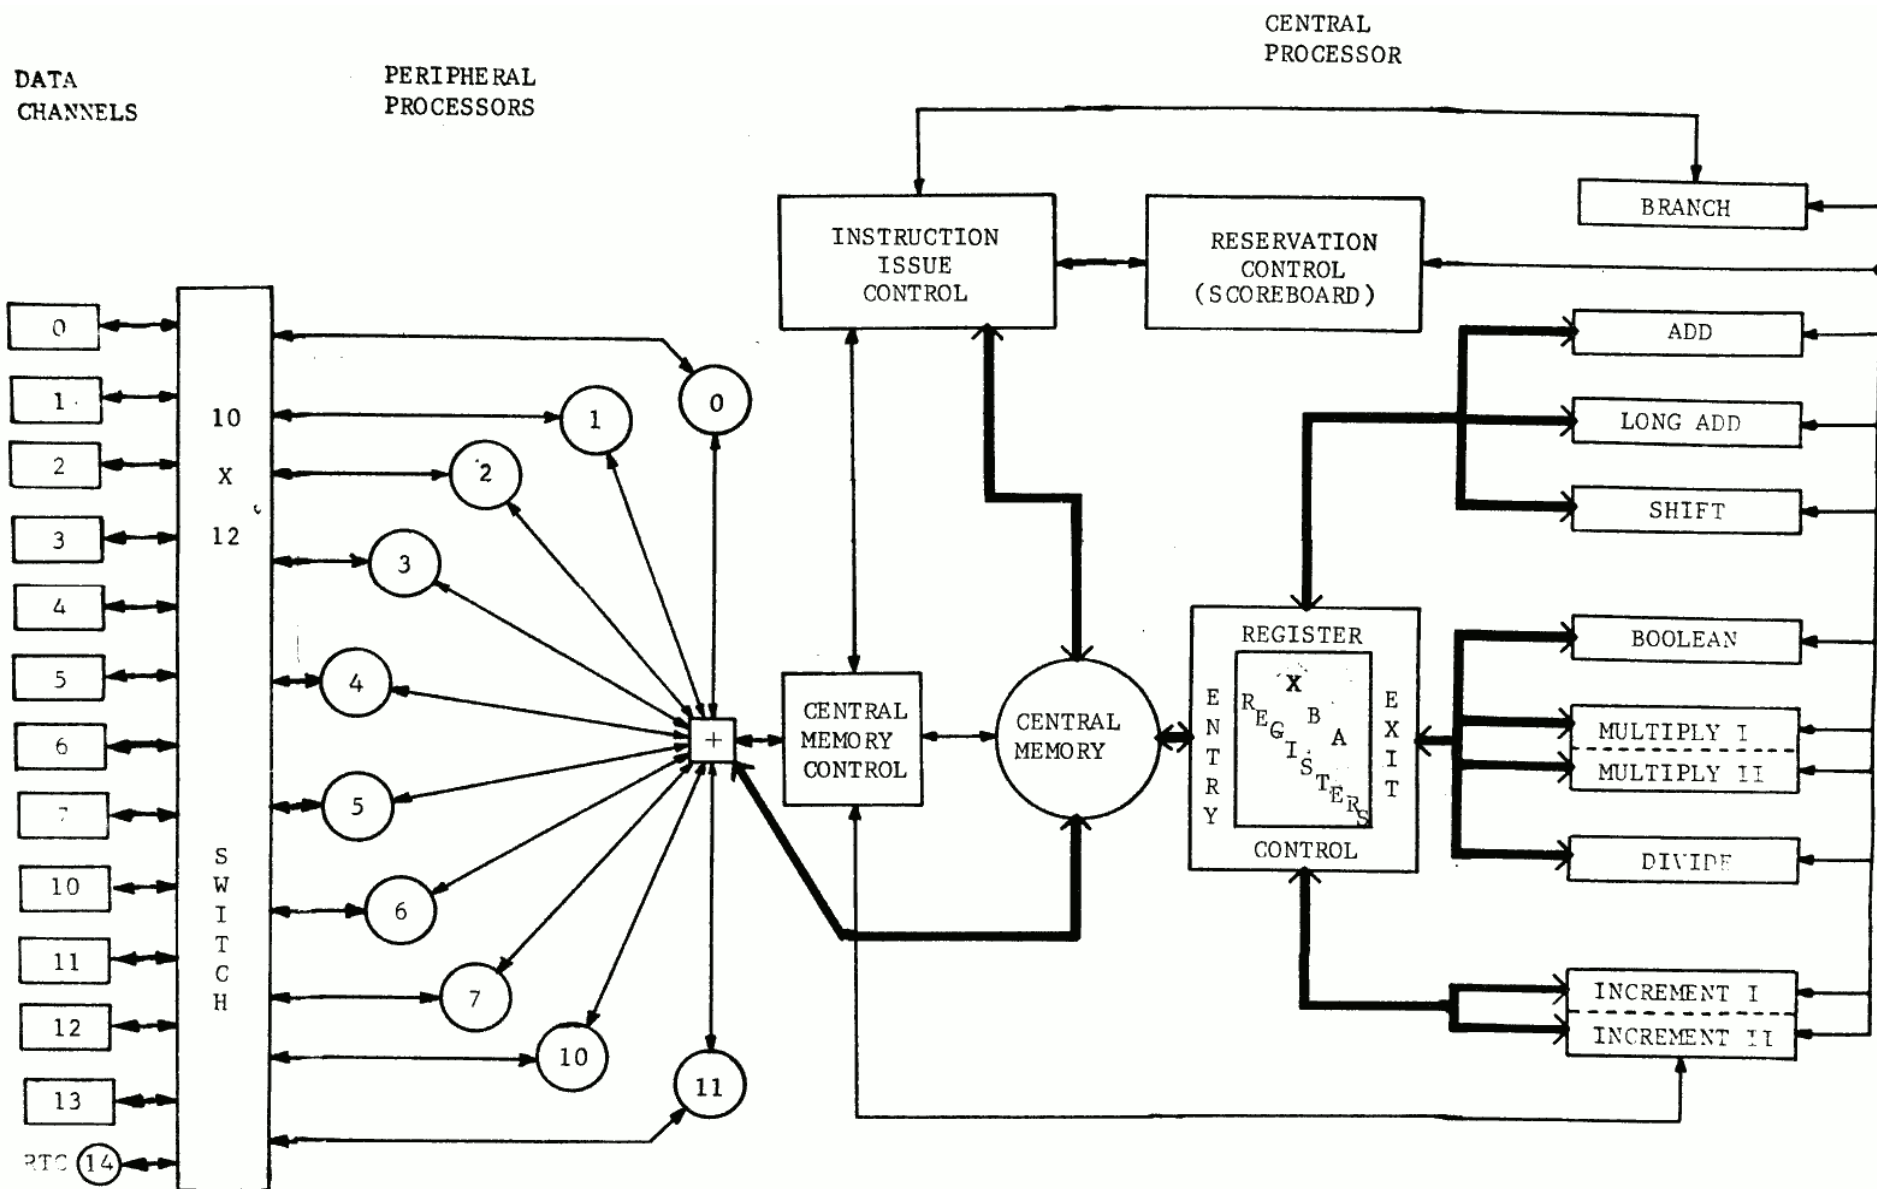 CENTRAL
PROCESSOR
DATA
CHANNELS
PERIPHERAL
PROCESSORS
0
1
2
3
4
5
6
7
10
11
12
13
RTC 14
10
X
12
SWITCH
0
1
2
3
4
5
6
7
10
11
+
INSTRUCTION
ISSUE
CONTROL
RESERVATION
CONTROL
(SCOREBOARD)
CENTRAL
MEMORY
CONTROL
CENTRAL
MEMORY
REGISTER
ENTRY
X
B
A
REGISTERS
EXIT
CONTROL
BRANCH
ADD
LONG ADD
SHIFT
BOOLEAN
MULTIPLY I
MULTIPLY II
DIVIDE
INCREMENT I
INCREMENT II